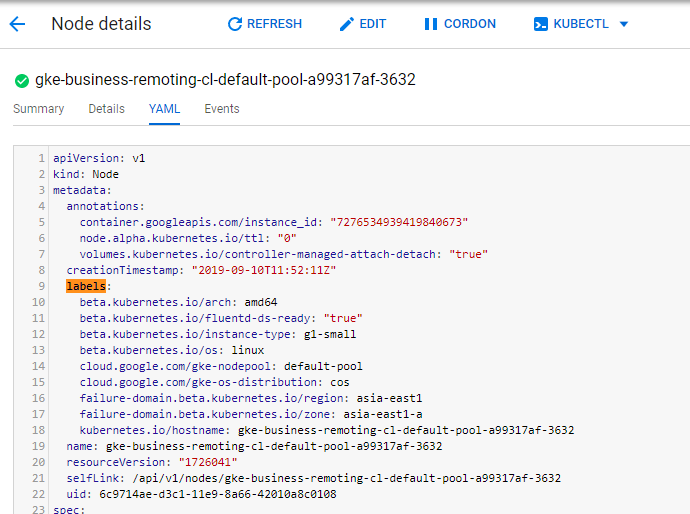 Node details REFRESH EDIT CORDON KUBECTL
gke-business-remoting-cl-default-pool-a99317af-3632
Summary Details YAML Events
1 apiVersion: v1
2 kind: Node
3 metadata:
4 annotations:
5 container.googleapis.com/instance_id: "7276534939419840673"
6 node.alpha.kubernetes.io/ttl: "0"
7 volumes.kubernetes.io/controller-managed-attach-detach: "true"
8 creationTimestamp: "2019-09-10T11:52:11Z"
9 labels:
10 beta.kubernetes.io/arch: amd64
11 beta.kubernetes.io/fluentd-ds-ready: "true"
12 beta.kubernetes.io/instance-type: g1-small
13 beta.kubernetes.io/os: linux
14 cloud.google.com/gke-nodepool: default-pool
15 cloud.google.com/gke-os-distribution: cos
16 failure-domain.beta.kubernetes.io/region: asia-east1
17 failure-domain.beta.kubernetes.io/zone: asia-east1-a
18 kubernetes.io/hostname: gke-business-remoting-cl-default-pool-a99317af-3632
19 name: gke-business-remoting-cl-default-pool-a99317af-3632
20 resourceVersion: "1726041"
21 selfLink: /api/v1/nodes/gke-business-remoting-cl-default-pool-a99317af-3632
22 uid: 6c9714ae-d3c1-11e9-8a66-42010a8c0108
23 spec: